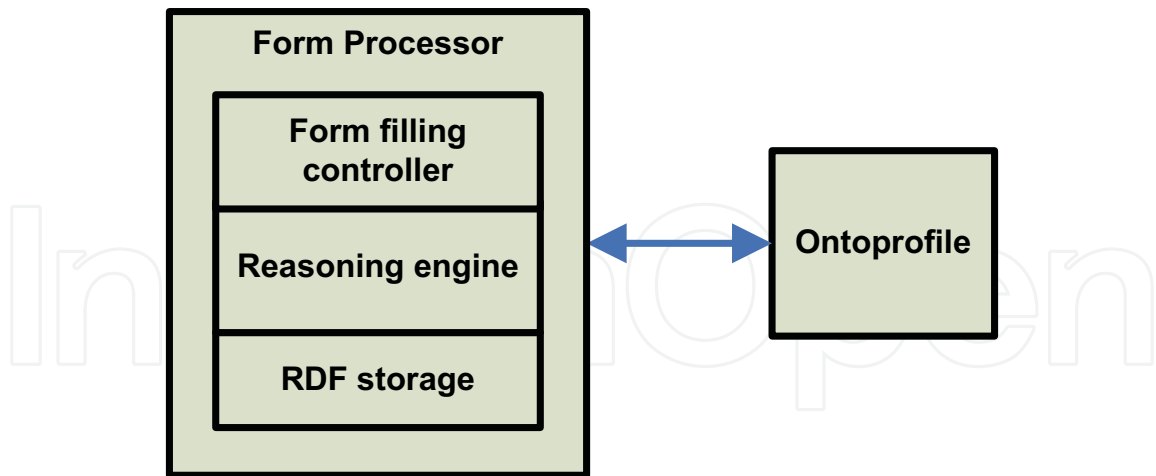 Form Processor
Form filling
controller
Reasoning engine
RDF storage
Ontoprofile